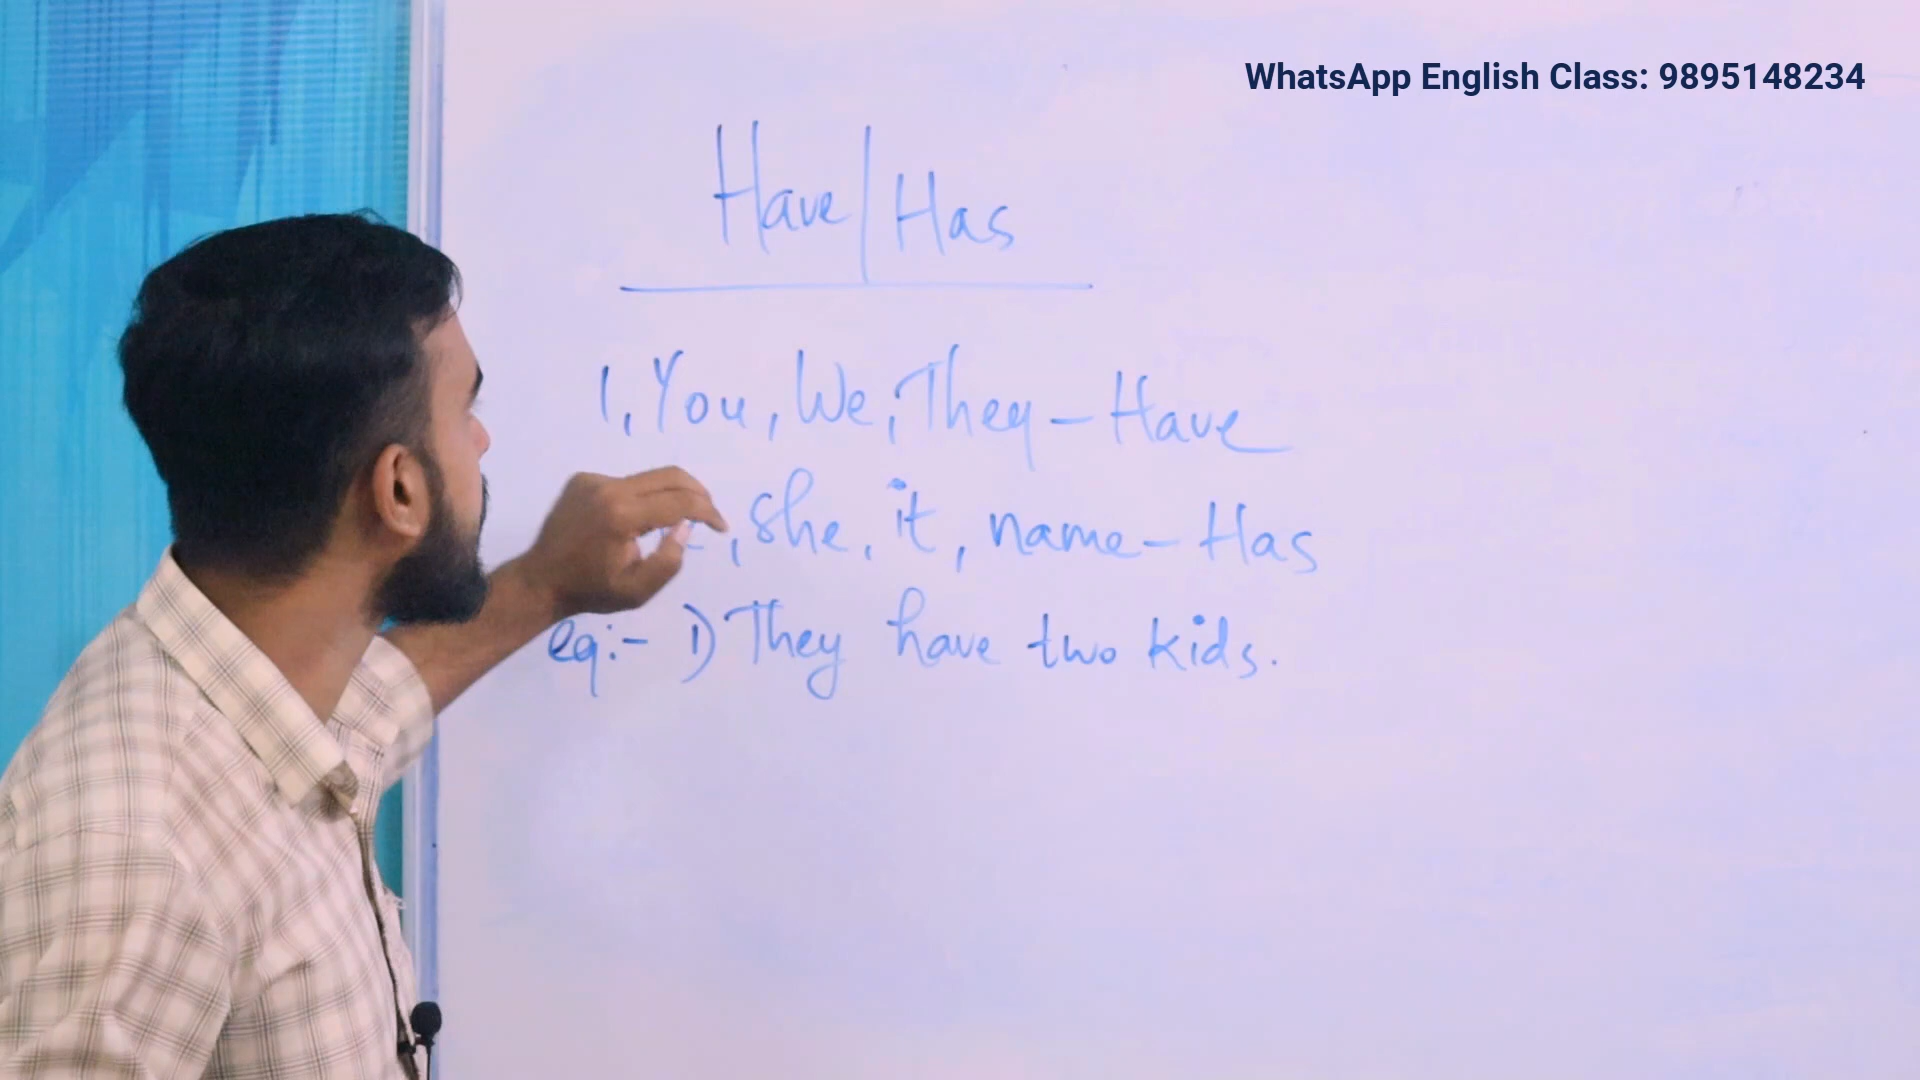 WhatsApp English Class: 9895148234
Have | Has
I, You, We, They - Have
, she, it, name - Has
eg:- 1) They have two kids.